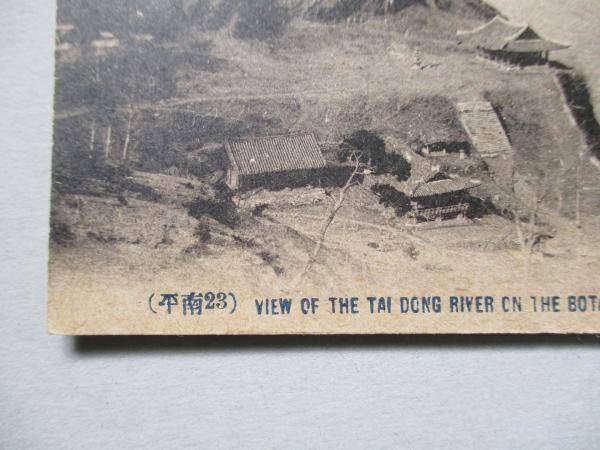 (平南23) VIEW OF THE TAI DONG RIVER ON THE BOTA